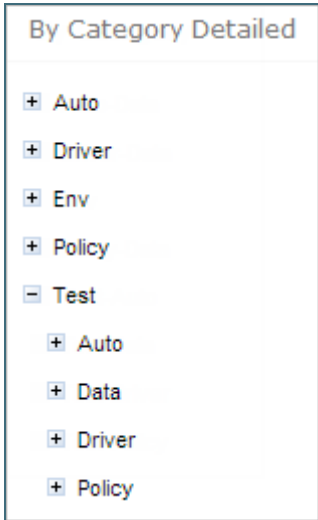 By Category Detailed
Auto
Driver
Env
Policy
Test
Auto
Data
Driver
Policy